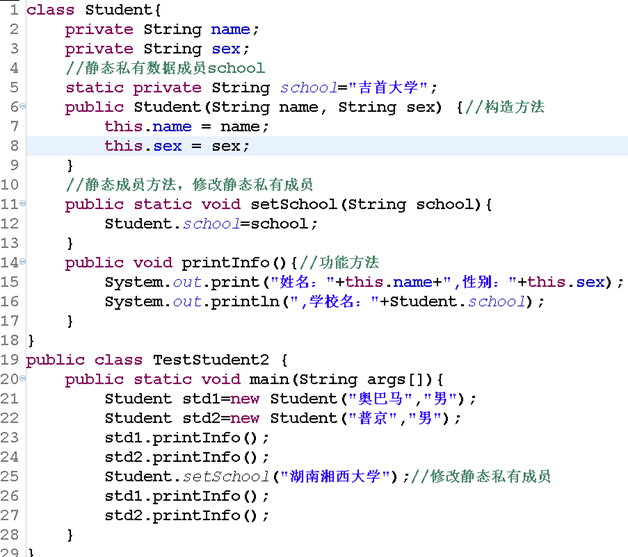 1 class Student{
2     private String name;
3     private String sex;
4     //静态私有数据成员school
5     static private String school="吉首大学";
6     public Student(String name, String sex) {//构造方法
7         this.name = name;
8         this.sex = sex;
9     }
10     //静态成员方法，修改静态私有成员
11     public static void setSchool(String school){
12         Student.school=school;
13     }
14     public void printInfo(){//功能方法
15         System.out.print("姓名："+this.name+",性别："+this.sex);
16         System.out.println(",学校名："+Student.school);
17     }
18 }
19 public class TestStudent2 {
20     public static void main(String args[]){
21         Student std1=new Student("奥巴马","男");
22         Student std2=new Student("普京","男");
23         std1.printInfo();
24         std2.printInfo();
25         Student.setSchool("湖南湘西大学");//修改静态私有成员
26         std1.printInfo();
27         std2.printInfo();
28     }
29 }